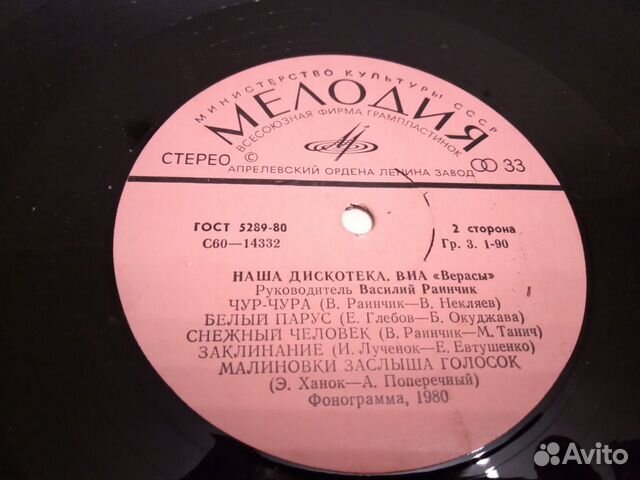 МИНИСТЕРСТВО КУЛЬТУРЫ СССР
МЕЛОДИЯ
ВСЕСОЮЗНАЯ ФИРМА ГРАМПЛАСТИНОК
СТЕРЕО © 33
АПРЕЛЕВСКИЙ ОРДЕНА ЛЕНИНА ЗАВОД
ГОСТ 5289-80 2 сторона
С60—14332 Гр. 3. 1-90
НАША ДИСКОТЕКА. ВИА «Верасы»
Руководитель Василий Раинчик
ЧУР-ЧУРА (В. Раинчик—В. Некляев)
БЕЛЫЙ ПАРУС (Е. Глебов—Б. Окуджава)
СНЕЖНЫЙ ЧЕЛОВЕК (В. Раинчик—М. Танич)
ЗАКЛИНАНИЕ (И. Лученок—Е. Евтушенко)
МАЛИНОВКИ ЗАСЛЫША ГОЛОСОК
(Э. Ханок—А. Поперечный)
Фонограмма, 1980
Avito